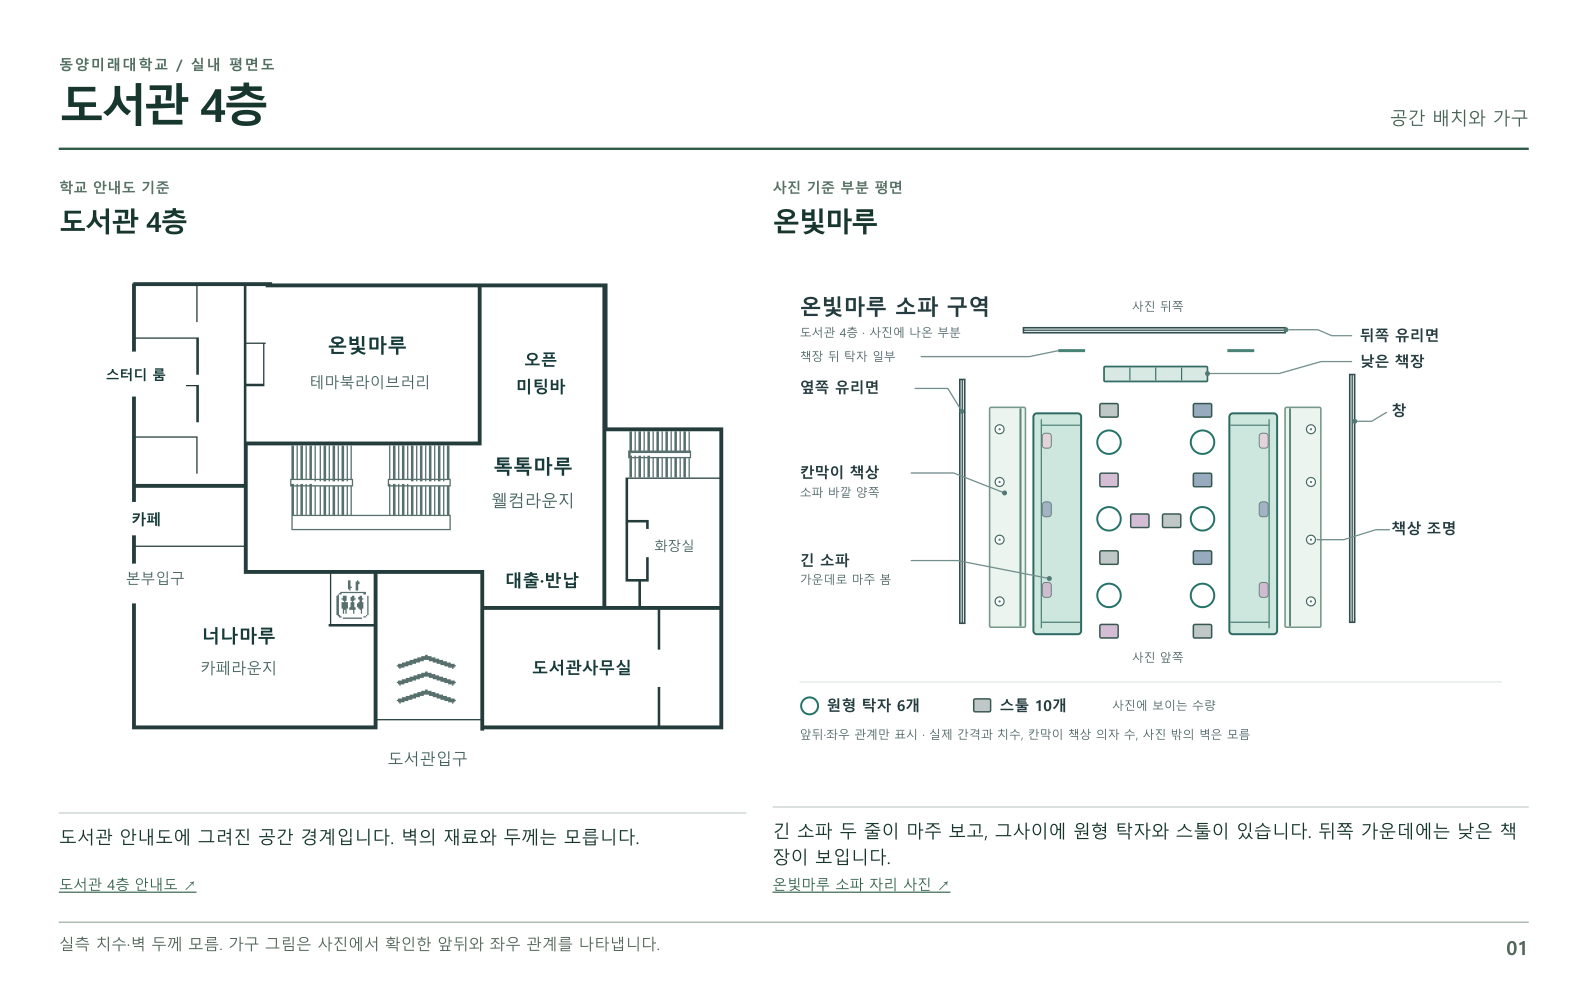 동양미래대학교 / 실내 평면도
도서관 4층
공간 배치와 가구
학교 안내도 기준
도서관 4층
스터디 룸
온빛마루
테마북라이브러리
오픈
미팅바
톡톡마루
웰컴라운지
카페
본부입구
화장실
대출·반납
너나마루
카페라운지
도서관사무실
도서관입구
도서관 안내도에 그려진 공간 경계입니다. 벽의 재료와 두께는 모릅니다.
도서관 4층 안내도 ↗
사진 기준 부분 평면
온빛마루
온빛마루 소파 구역
도서관 4층 · 사진에 나온 부분
사진 뒤쪽
뒤쪽 유리면
책장 뒤 탁자 일부
낮은 책장
옆쪽 유리면
창
칸막이 책상
소파 바깥 양쪽
책상 조명
긴 소파
가운데로 마주 봄
사진 앞쪽
원형 탁자 6개
스툴 10개
사진에 보이는 수량
앞뒤·좌우 관계만 표시 · 실제 간격과 치수, 칸막이 책상 의자 수, 사진 밖의 벽은 모름
긴 소파 두 줄이 마주 보고, 그사이에 원형 탁자와 스툴이 있습니다. 뒤쪽 가운데에는 낮은 책
장이 보입니다.
온빛마루 소파 자리 사진 ↗
실측 치수·벽 두께 모름. 가구 그림은 사진에서 확인한 앞뒤와 좌우 관계를 나타냅니다.
01